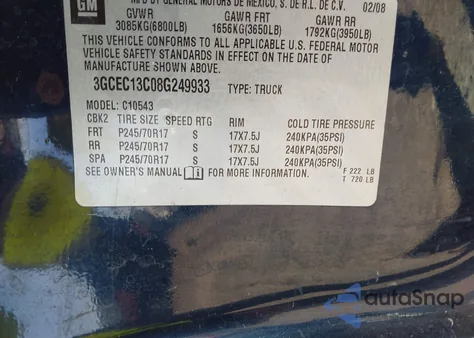 GM
MFD BY GENERAL MOTORS DE MEXICO, S. DE R.L. DE C.V. 02/08
GVWR GAWR FRT GAWR RR
3085KG(6800LB) 1656KG(3650LB) 1792KG(3950LB)
THIS VEHICLE CONFORMS TO ALL APPLICABLE U.S. FEDERAL MOTOR
VEHICLE SAFETY STANDARDS IN EFFECT ON THE DATE OF
MANUFACTURE SHOWN ABOVE.
3GCEC13C08G249933 TYPE: TRUCK
MODEL: C10543
CBK2 TIRE SIZE SPEED RTG RIM COLD TIRE PRESSURE
FRT P245/70R17 S 17X7.5J 240KPA(35PSI)
RR P245/70R17 S 17X7.5J 240KPA(35PSI)
SPA P245/70R17 S 17X7.5J 240KPA(35PSI)
SEE OWNER'S MANUAL FOR MORE INFORMATION. F 222 LB
T 720 LB
autoSnap